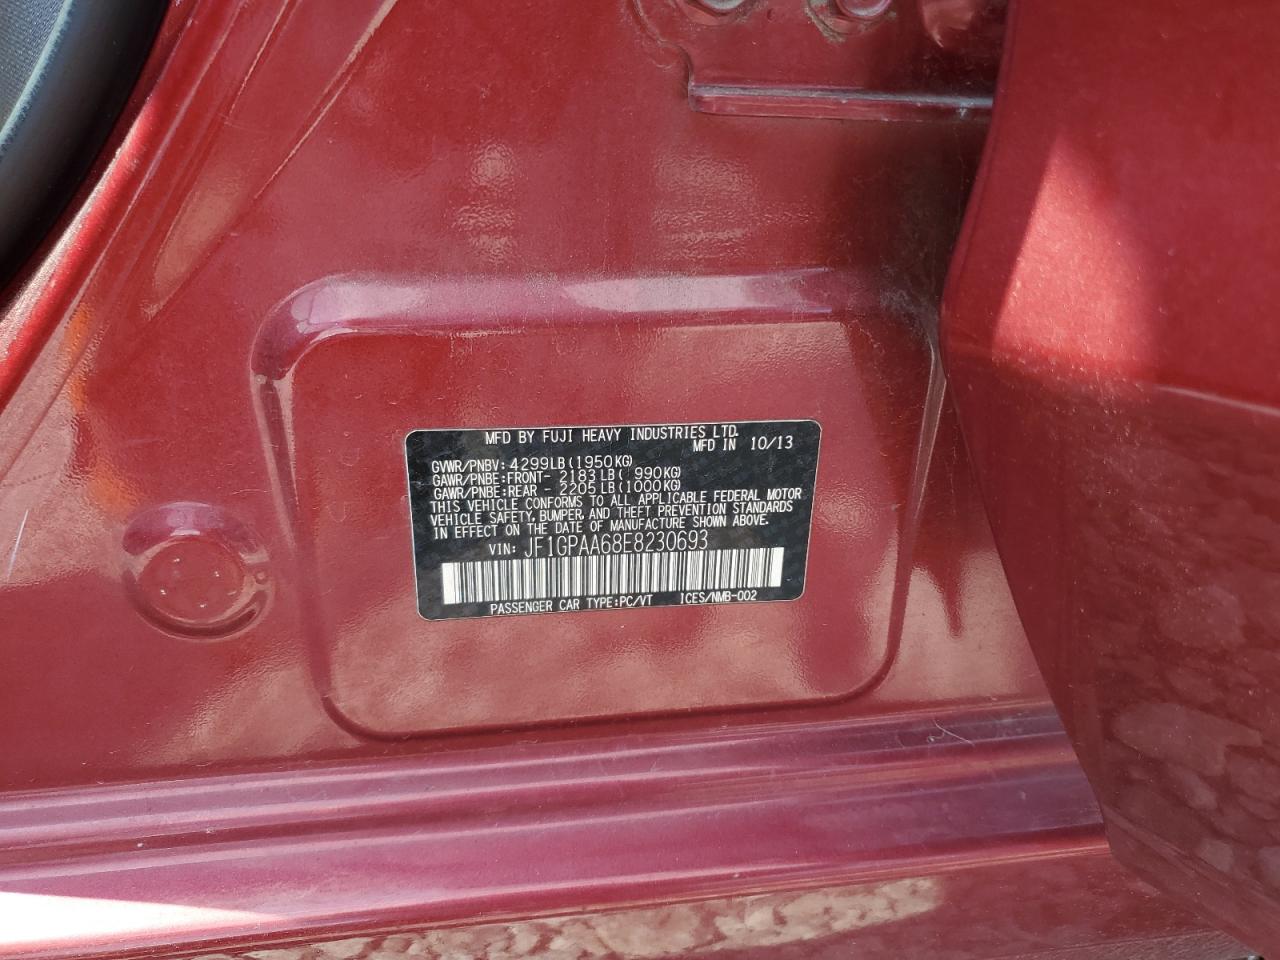 MFD BY FUJI HEAVY INDUSTRIES LTD.
MFD IN 10/13
GVWR/PNBV: 4299LB(1950KG)
GAWR/PNBE:FRONT- 2183LB( 990KG)
GAWR/PNBE:REAR - 2205LB(1000KG)
THIS VEHICLE CONFORMS TO ALL APPLICABLE FEDERAL MOTOR
VEHICLE SAFETY, BUMPER, AND THEFT PREVENTION STANDARDS
IN EFFECT ON THE DATE OF MANUFACTURE SHOWN ABOVE.
VIN: JF1GPAA68E8230693
PASSENGER CAR TYPE:PC/VT ICES/NMB-002